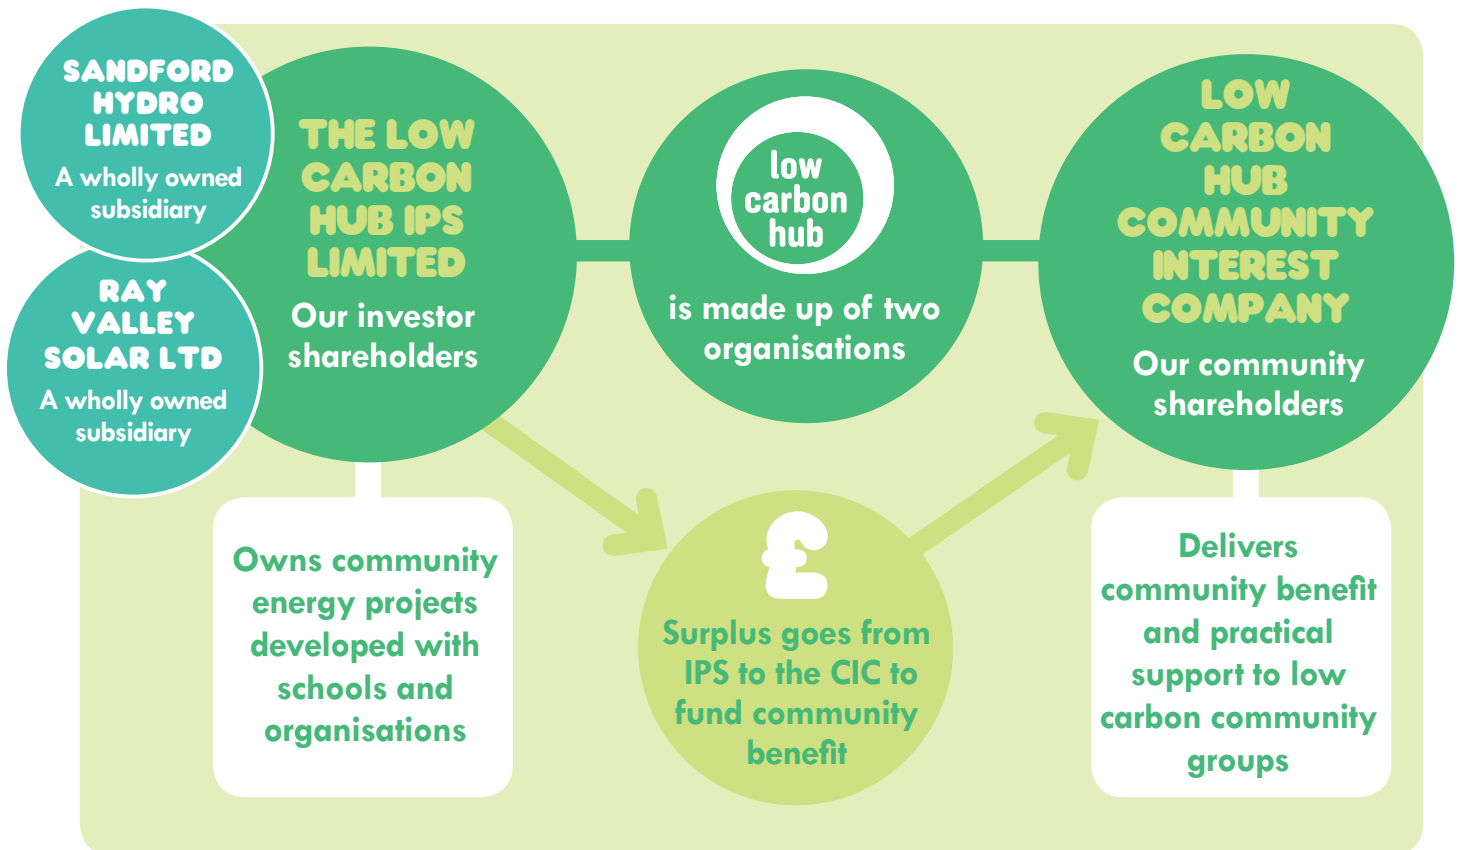 SANDFORD
HYDRO
LIMITED
A wholly owned
subsidiary
RAY
VALLEY
SOLAR LTD
A wholly owned
subsidiary
THE LOW
CARBON
HUB IPS
LIMITED
Our investor
shareholders
low
carbon
hub
is made up of two
organisations
LOW
CARBON
HUB
COMMUNITY
INTEREST
COMPANY
Our community
shareholders
Owns community
energy projects
developed with
schools and
organisations
£
Surplus goes from
IPS to the CIC to
fund community
benefit
Delivers
community benefit
and practical
support to low
carbon community
groups